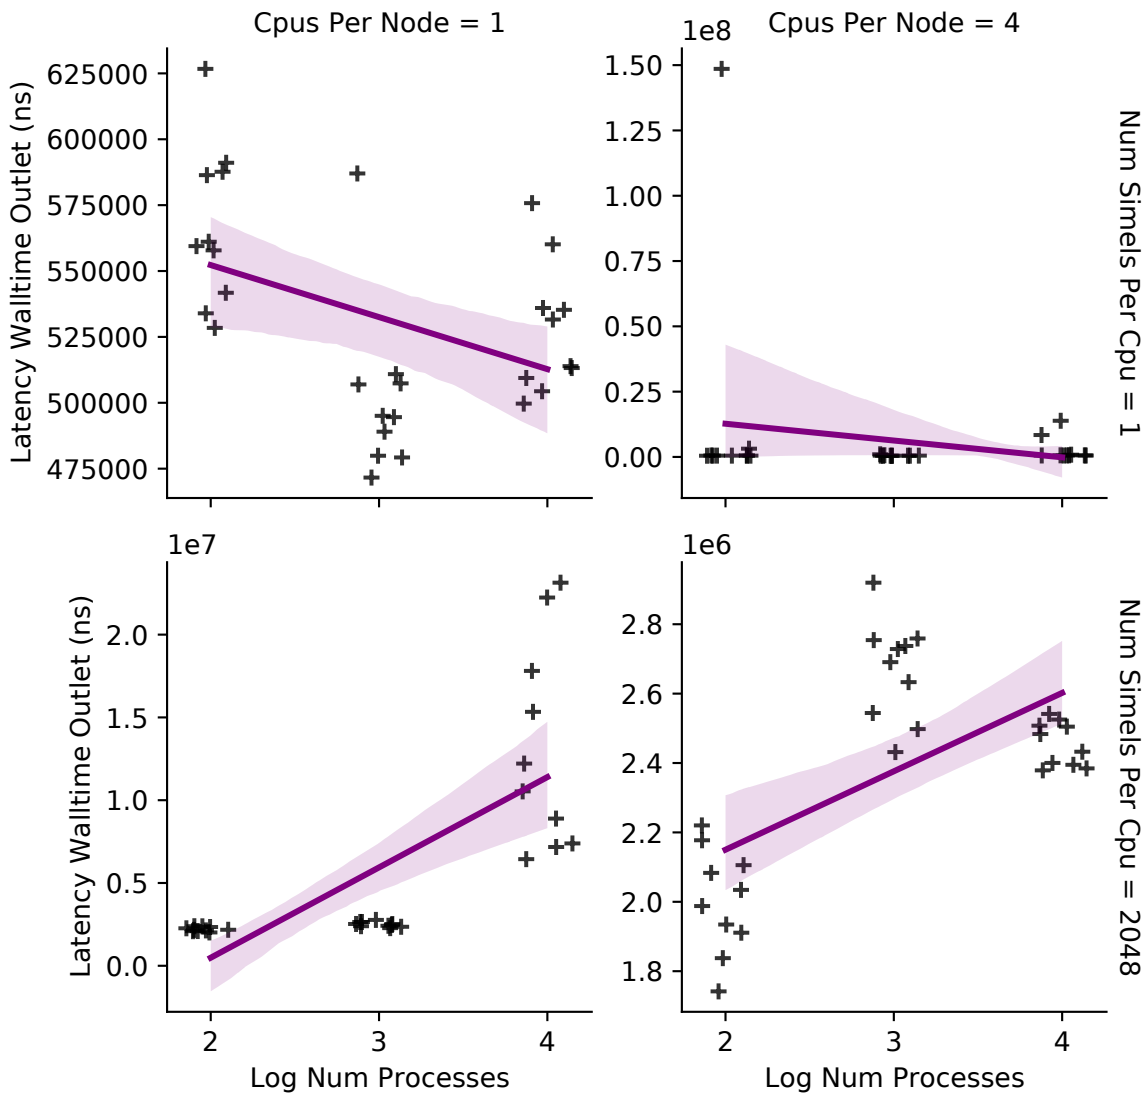 Cpus Per Node = 1
Cpus Per Node = 4
1e8
625000
600000
575000
550000
525000
500000
475000
Latency Walltime Outlet (ns)
1.50
1.25
1.00
0.75
0.50
0.25
0.00
Num Simels Per Cpu = 1
1e7
2.0
1.5
1.0
0.5
0.0
Latency Walltime Outlet (ns)
2
3
4
Log Num Processes
1e6
2.8
2.6
2.4
2.2
2.0
1.8
2
3
4
Log Num Processes
Num Simels Per Cpu = 2048